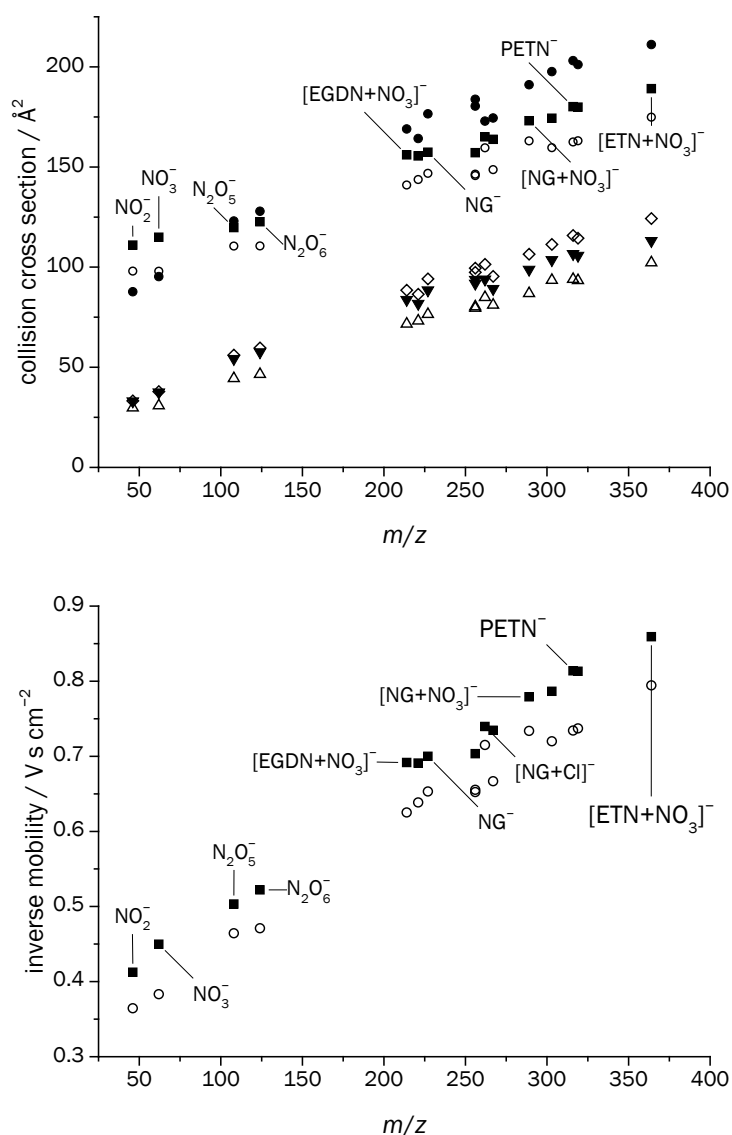 collision cross section / Å²
200
150
100
50
0
50
100
150
200
250
300
350
400
m/z
NO₂⁻
NO₃⁻
N₂O₅⁻
N₂O₆⁻
[EGDN+NO₃]⁻
NG⁻
PETN⁻
[NG+NO₃]⁻
[ETN+NO₃]⁻
inverse mobility / V s cm⁻²
0.9
0.8
0.7
0.6
0.5
0.4
0.3
50
100
150
200
250
300
350
400
m/z
NO₂⁻
NO₃⁻
N₂O₅⁻
N₂O₆⁻
[EGDN+NO₃]⁻
NG⁻
[NG+NO₃]⁻
[NG+Cl]⁻
PETN⁻
[ETN+NO₃]⁻